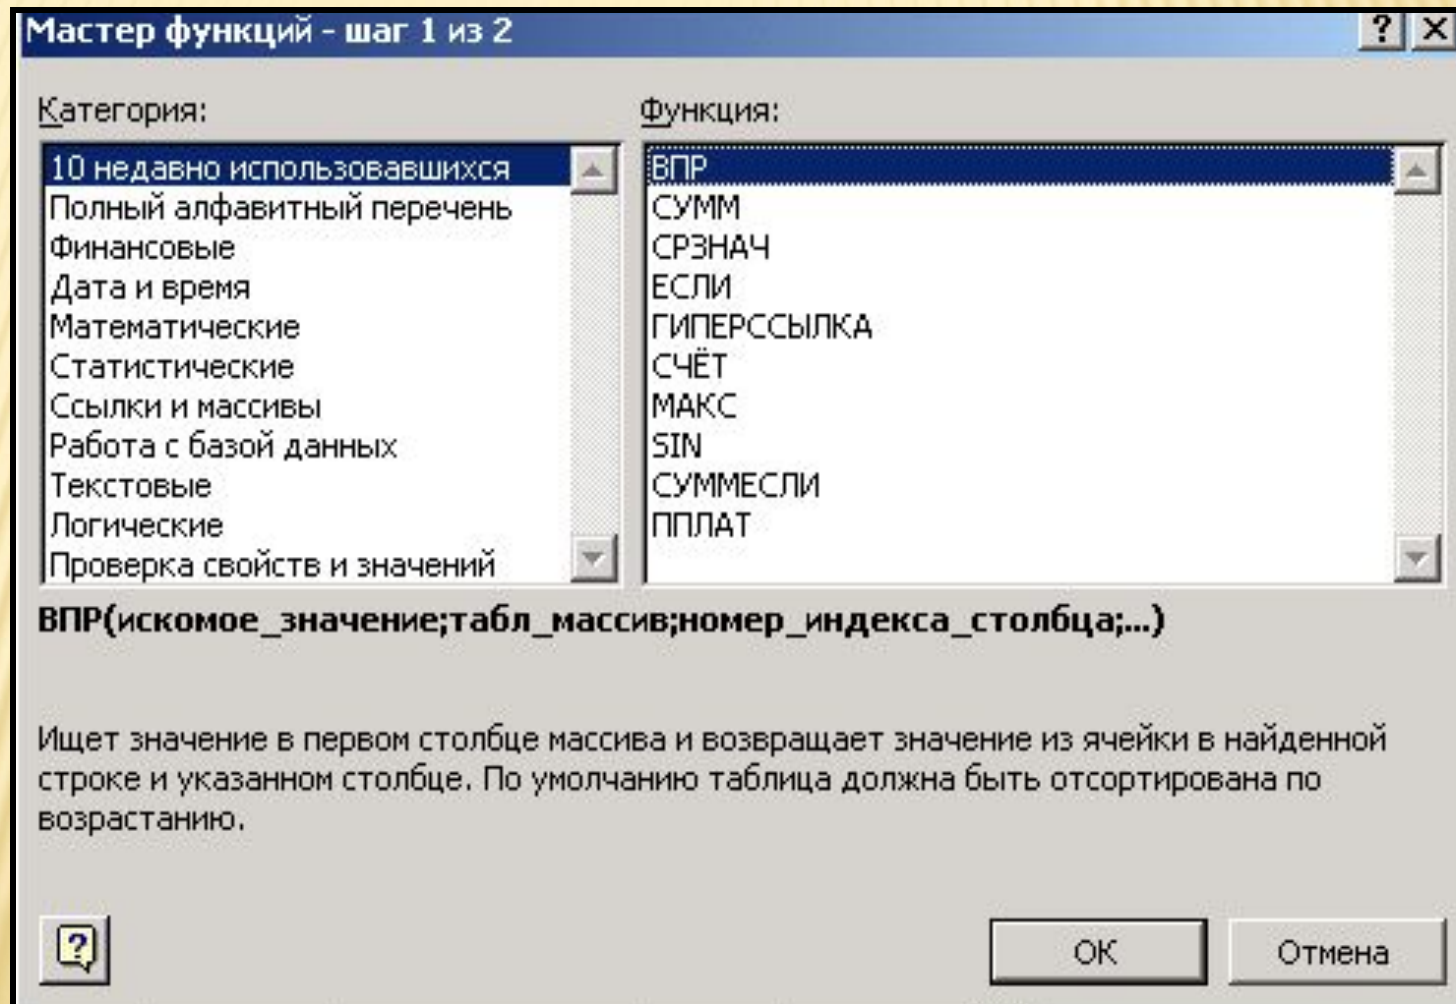 Мастер функций - шаг 1 из 2
Категория:
10 недавно использовавшихся
Полный алфавитный перечень
Финансовые
Дата и время
Математические
Статистические
Ссылки и массивы
Работа с базой данных
Текстовые
Логические
Проверка свойств и значений
Функция:
ВПР
СУММ
СРЗНАЧ
ЕСЛИ
ГИПЕРССЫЛКА
СЧЁТ
МАКС
SIN
СУММЕСЛИ
ППЛАТ
ВПР(искомое_значение;табл_массив;номер_индекса_столбца;...)
Ищет значение в первом столбце массива и возвращает значение из ячейки в найденной
строке и указанном столбце. По умолчанию таблица должна быть отсортирована по
возрастанию.
ОК
Отмена